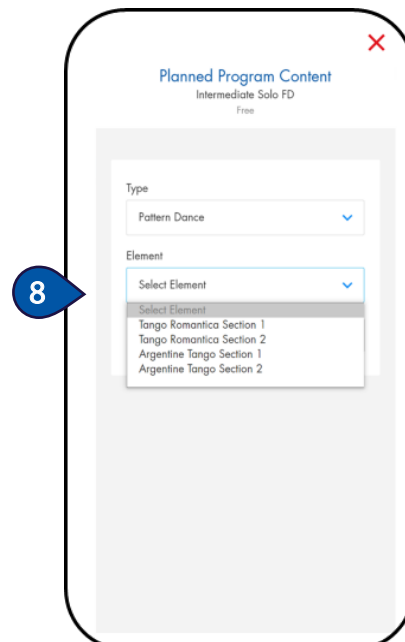 Planned Program Content
Intermediate Solo FD
Free
Type
Pattern Dance
Element
8
Select Element
Select Element
Tango Romantica Section 1
Tango Romantica Section 2
Argentine Tango Section 1
Argentine Tango Section 2